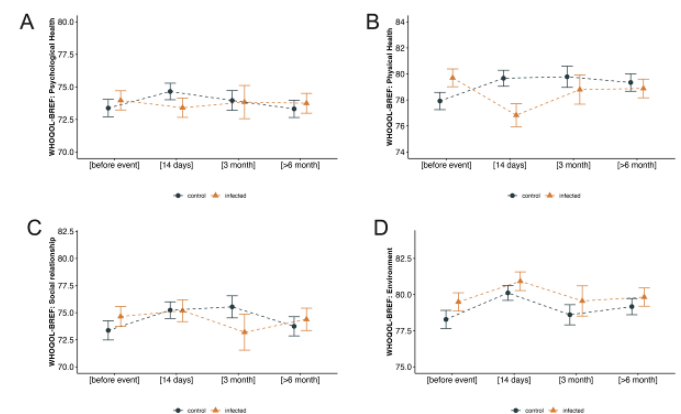 A
WHOQOL-BREF: Psychological Health
80.0
77.5
75.0
72.5
70.0
[before event] [14 days] [3 month] [>6 month]
control infected
B
WHOQOL-BREF: Physical Health
84
82
80
78
76
74
[before event] [14 days] [3 month] [>6 month]
control infected
C
WHOQOL-BREF: Social relationship
82.5
80.0
77.5
75.0
72.5
70.0
[before event] [14 days] [3 month] [>6 month]
control infected
D
WHOQOL-BREF: Environment
82.5
80.0
77.5
75.0
[before event] [14 day] [3 month] [>6 month]
control infected